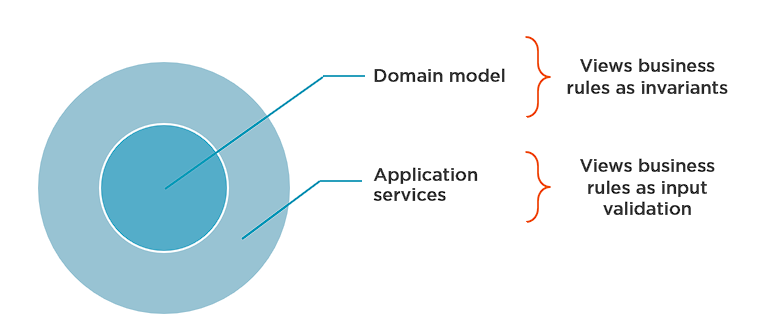 Domain model
Views business
rules as invariants
Application
services
Views business
rules as input
validation